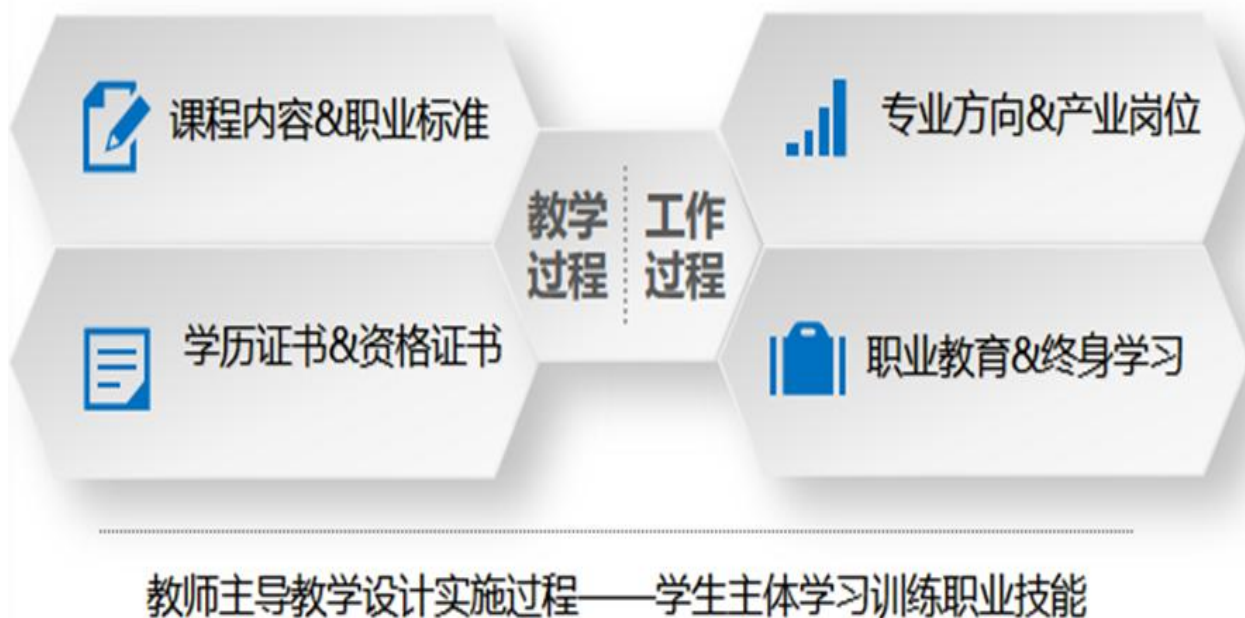 课程内容&职业标准
专业方向&产业岗位
教学
过程
工作
过程
学历证书&资格证书
职业教育&终身学习
教师主导教学设计实施过程——学生主体学习训练职业技能